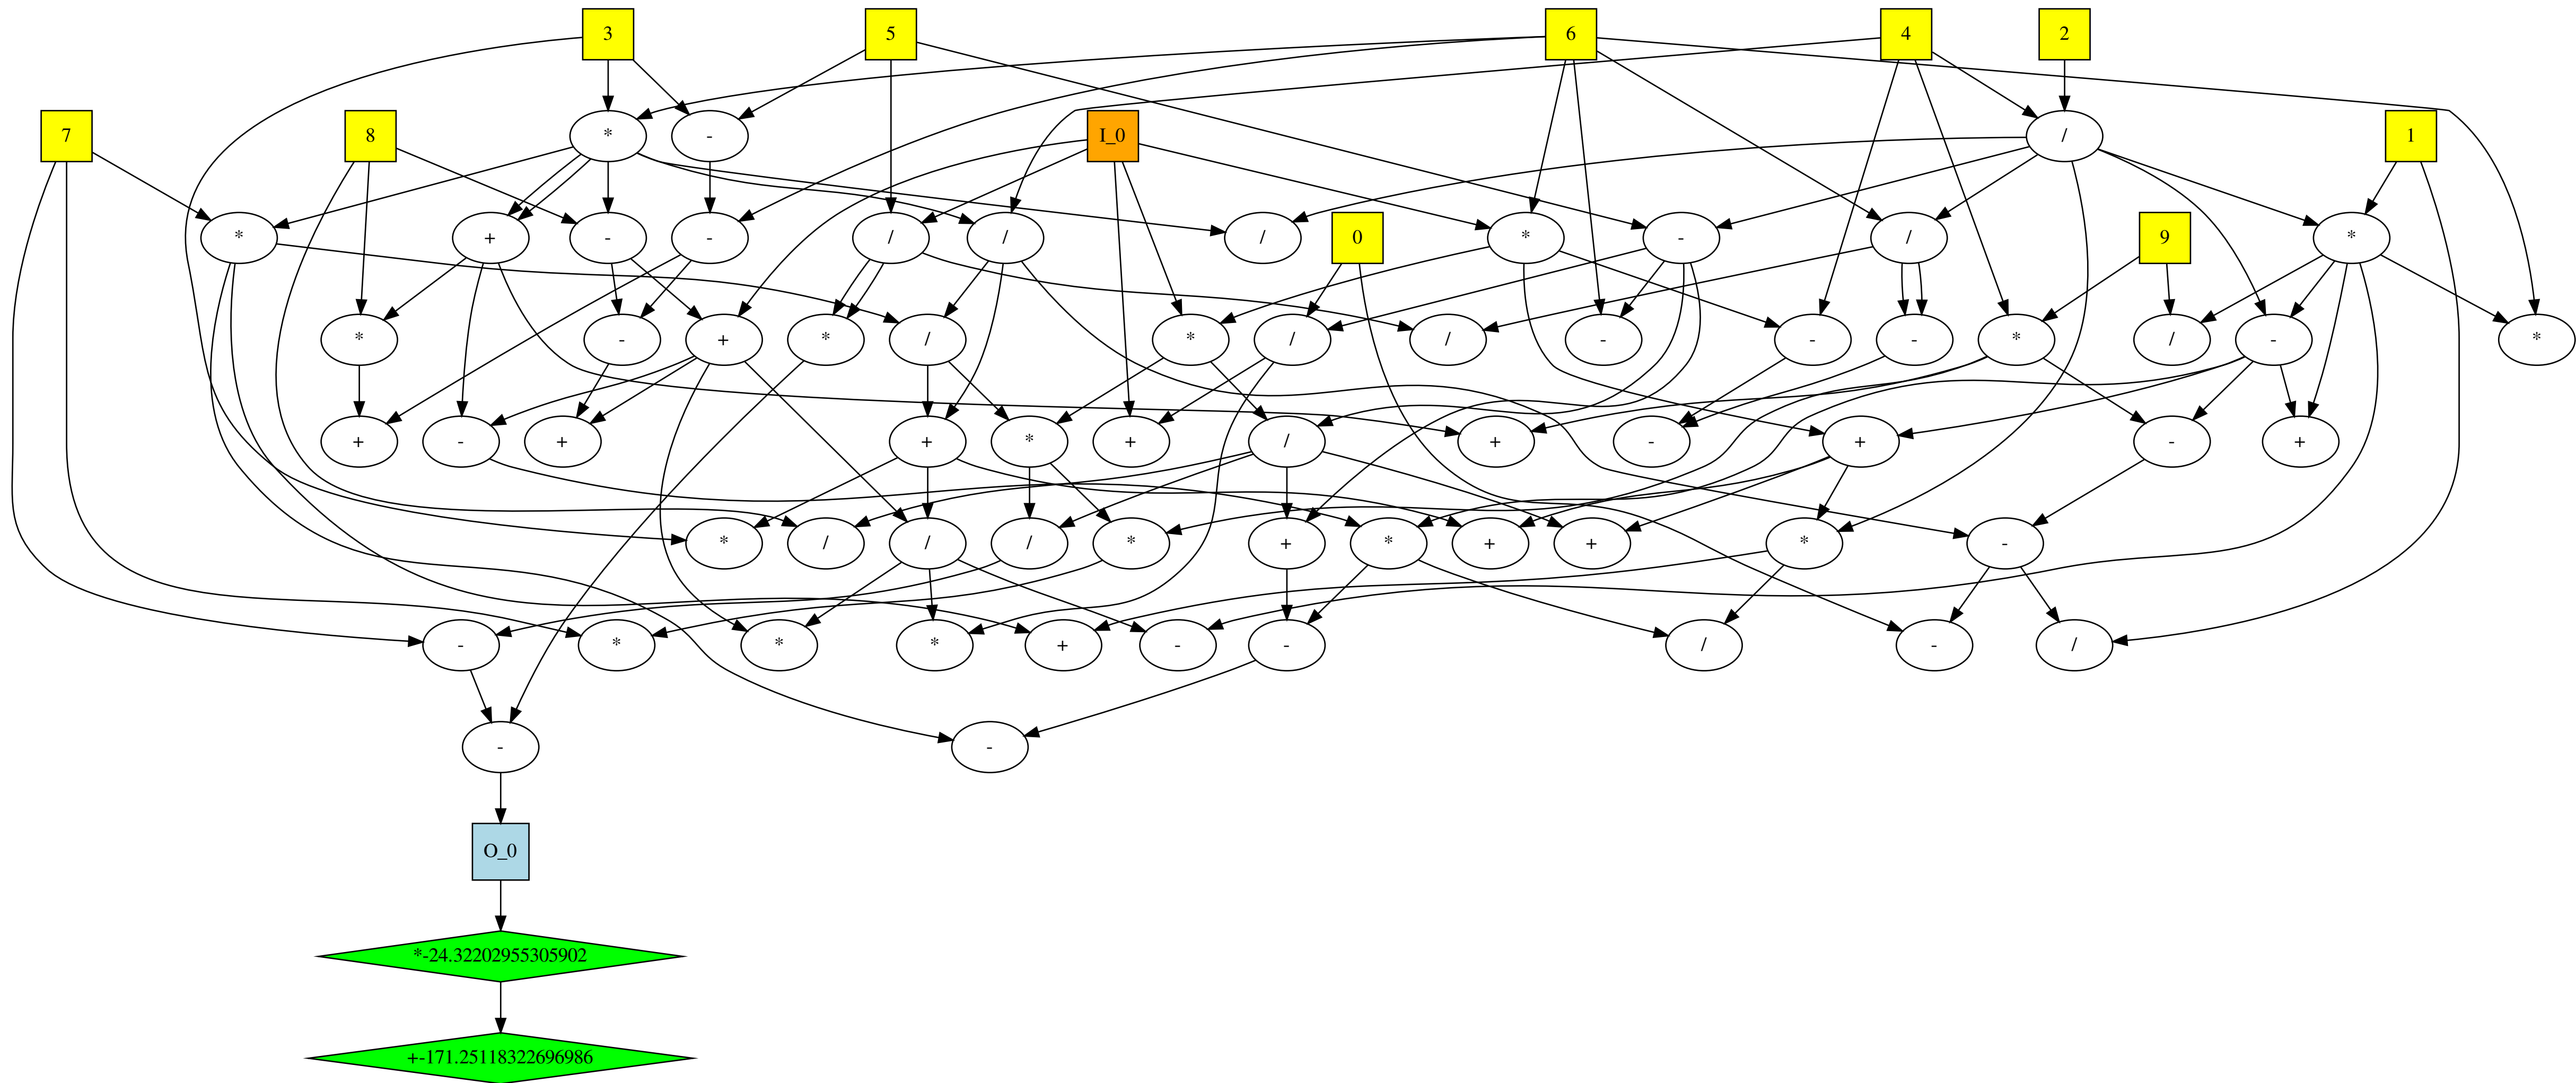 3 5 6 4 2
7 8 * - I_0 / 1
* + - - / / / 0 * - / 9 *
* - + * / * / / - - - * / - *
+ - + + * + / + - + - +
* / / / * + * + + * -
- * * * + - - / - /
- -
O_0
*-24.32202955305902
+-171.25118322696986